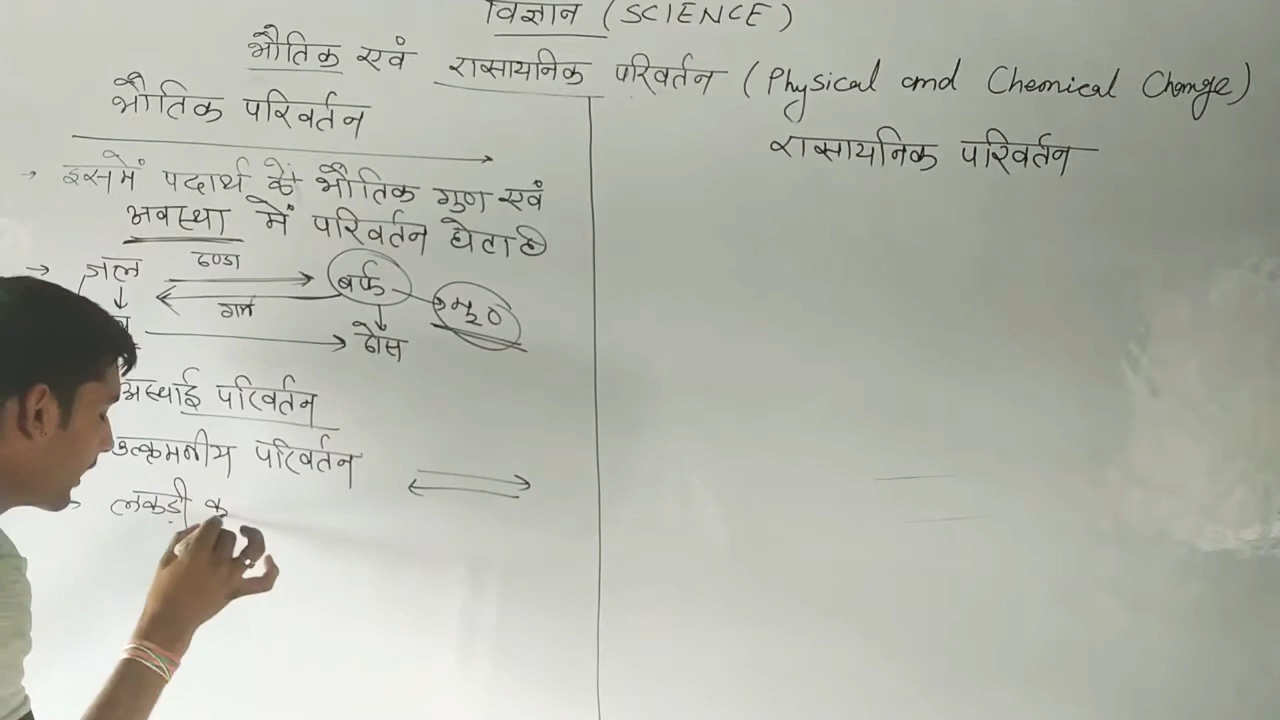 विज्ञान (SCIENCE)
भौतिक एवं रासायनिक परिवर्तन (Physical and Chemical Change)
भौतिक परिवर्तन
इसमें पदार्थ के भौतिक गुण एवं
अवस्था में परिवर्तन होता है
जल ठण्डा बर्फ
गर्म
ठोस
अस्थाई परिवर्तन
उत्क्रमनीय परिवर्तन
लकड़ी क
रासायनिक परिवर्तन